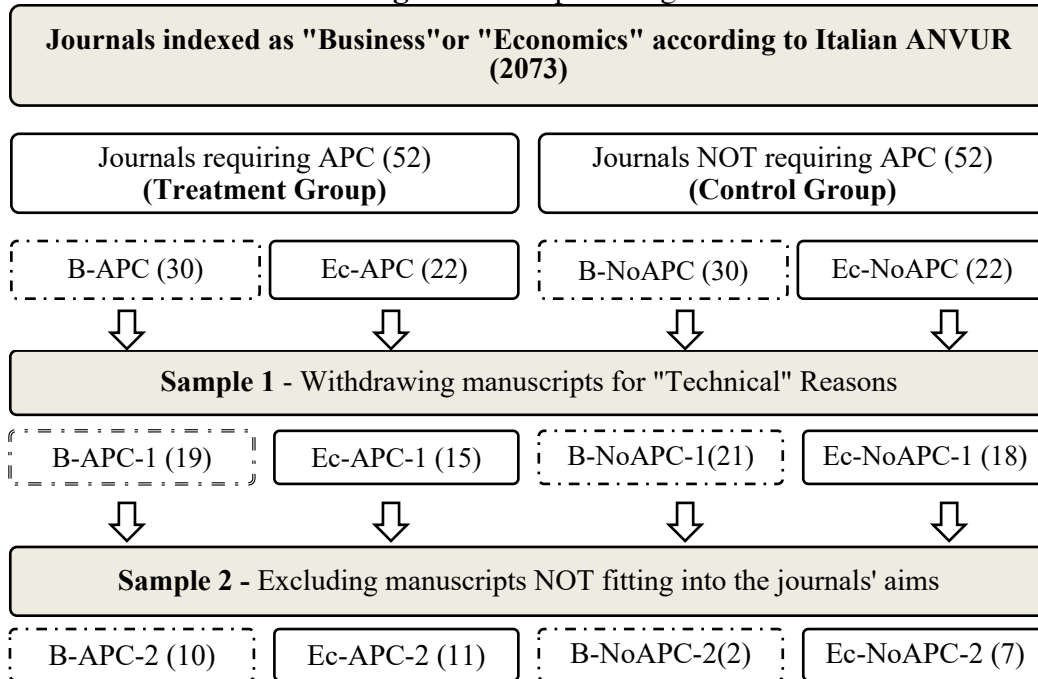 Journals indexed as "Business"or "Economics" according to Italian ANVUR
(2073)
Journals requiring APC (52)
(Treatment Group)
Journals NOT requiring APC (52)
(Control Group)
B-APC (30)
Ec-APC (22)
B-NoAPC (30)
Ec-NoAPC (22)
Sample 1 - Withdrawing manuscripts for "Technical" Reasons
B-APC-1 (19)
Ec-APC-1 (15)
B-NoAPC-1(21)
Ec-NoAPC-1 (18)
Sample 2 - Excluding manuscripts NOT fitting into the journals' aims
B-APC-2 (10)
Ec-APC-2 (11)
B-NoAPC-2(2)
Ec-NoAPC-2 (7)